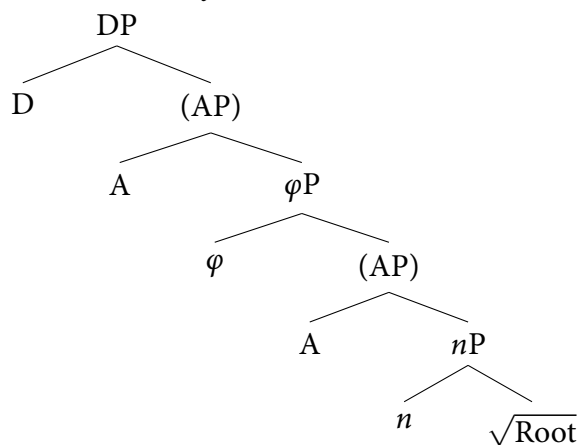 DP
D (AP)
A φP
φ (AP)
A nP
n √Root